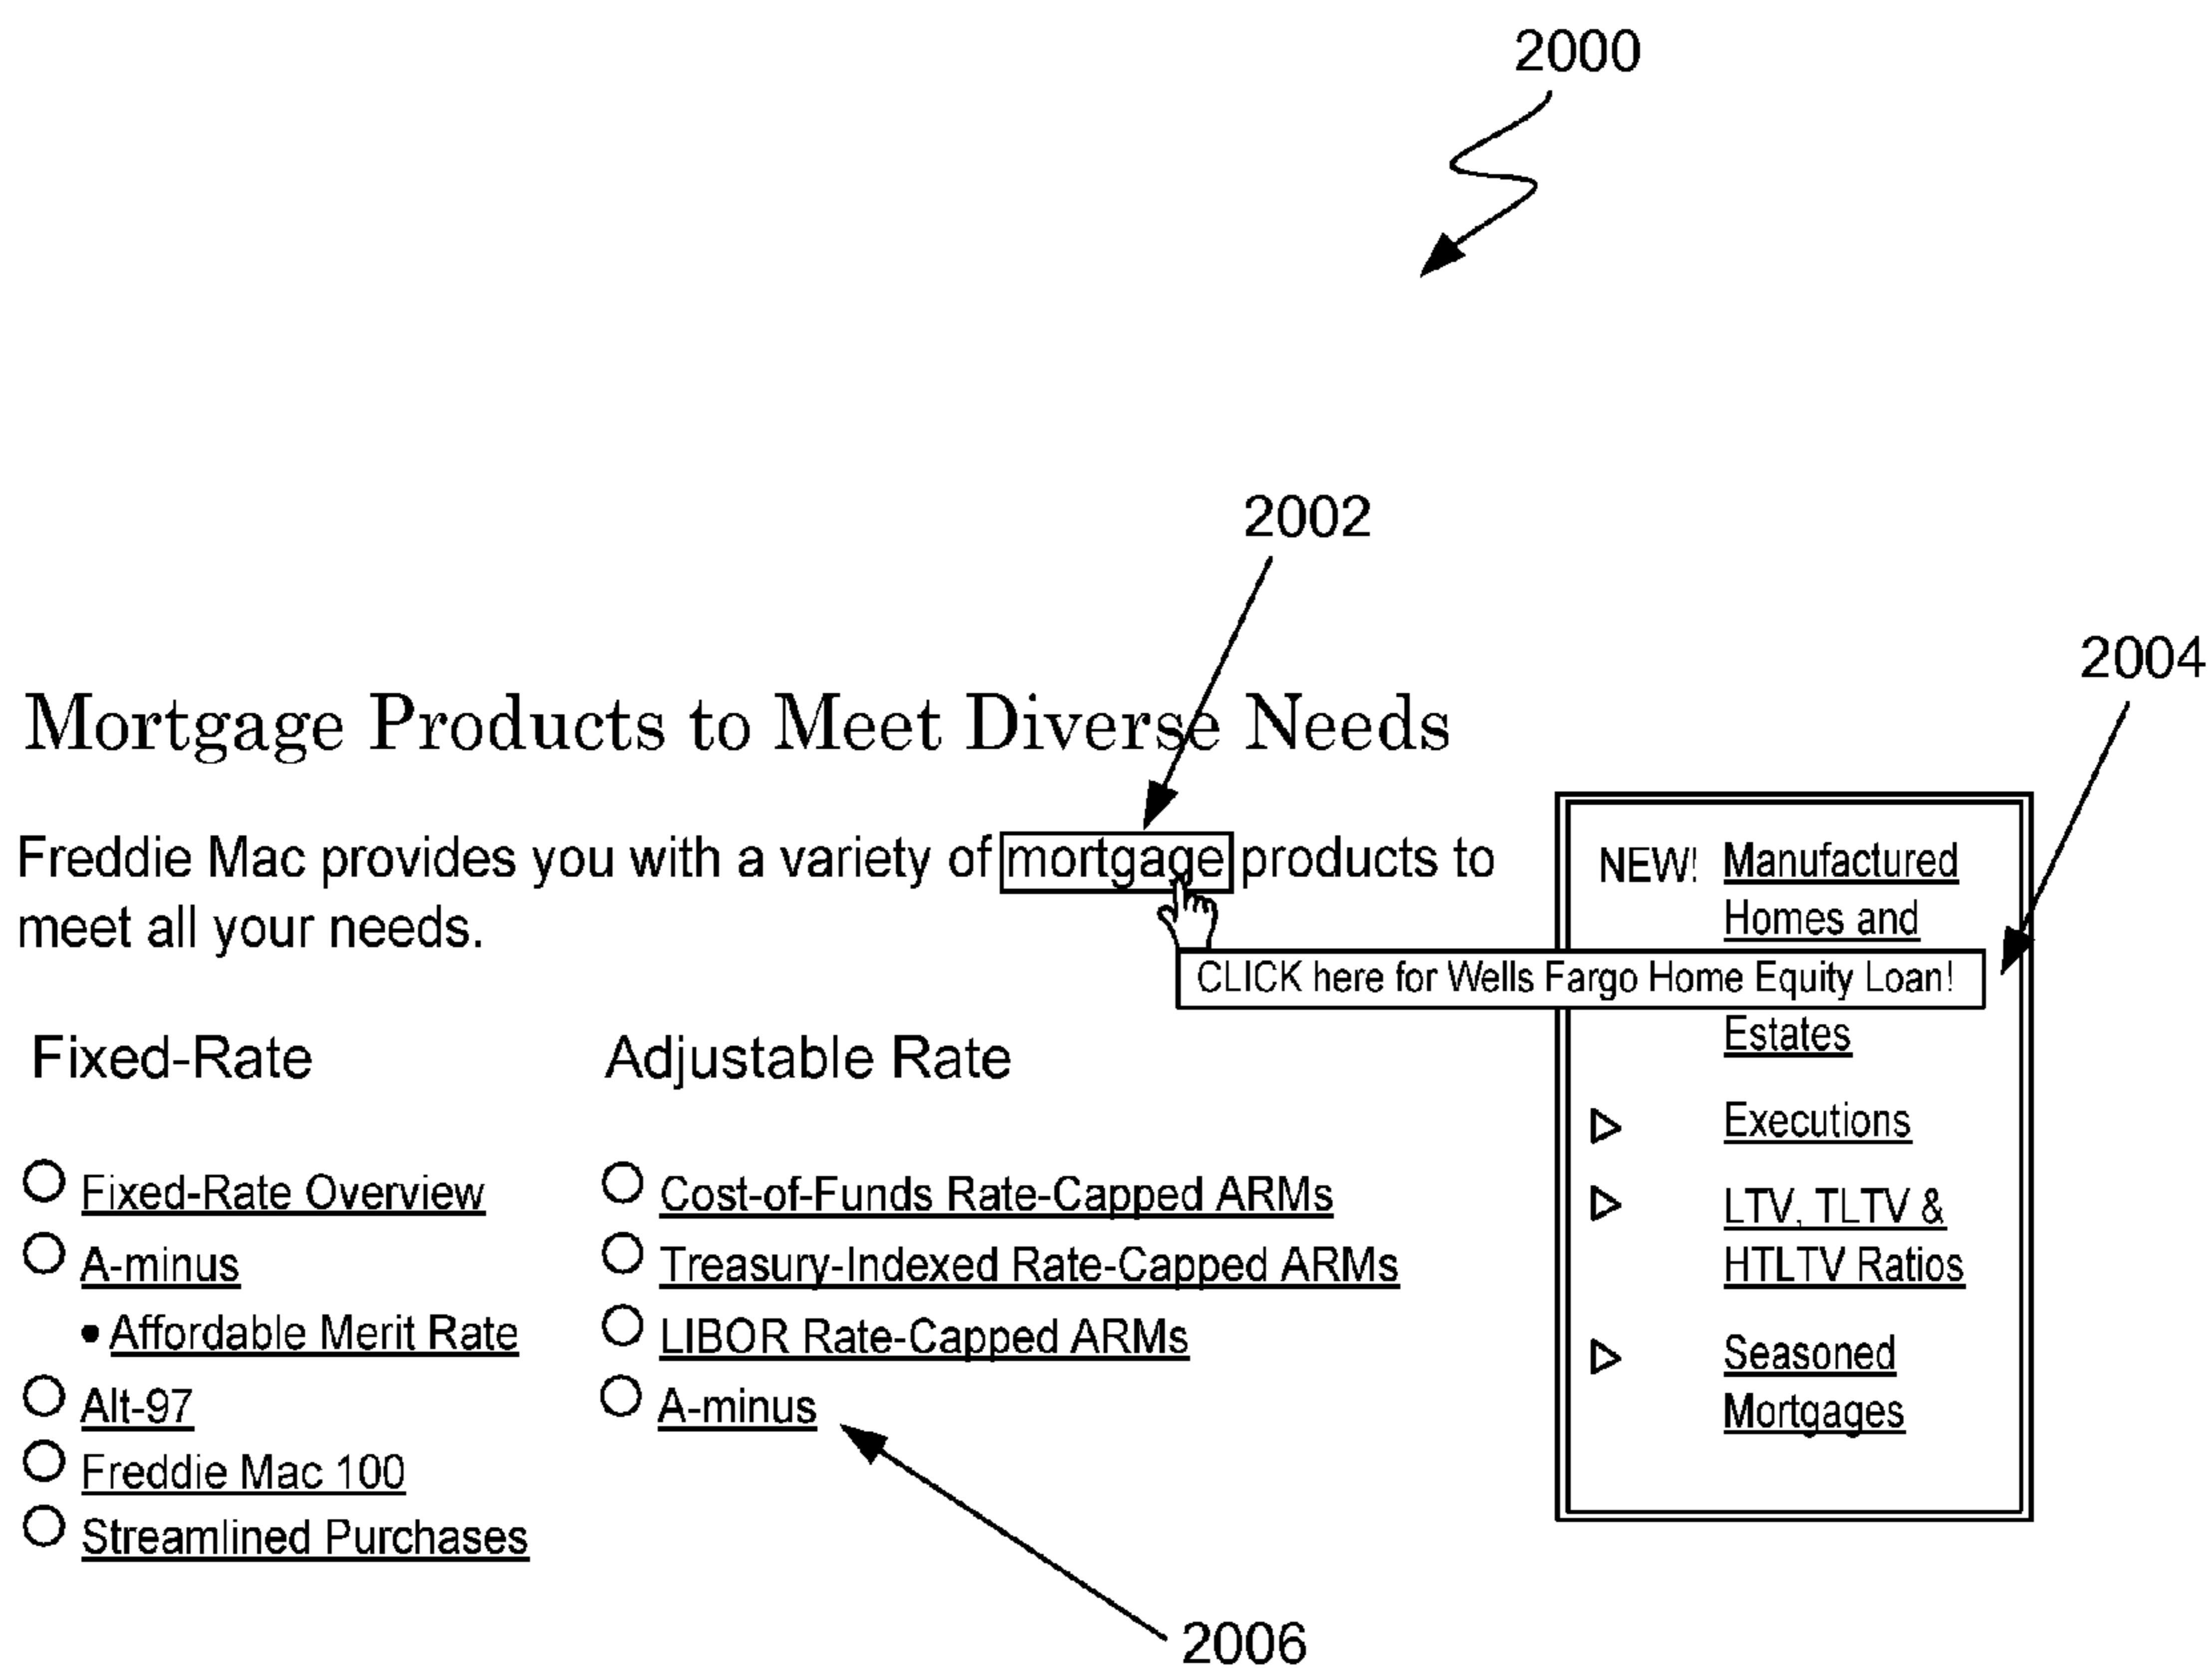 2000
2002
2004
Mortgage Products to Meet Diverse Needs
Freddie Mac provides you with a variety of mortgage products to
meet all your needs.
NEW! Manufactured
Homes and
CLICK here for Wells Fargo Home Equity Loan!
Estates
Executions
LTV, TLTV &
HTLTV Ratios
Seasoned
Mortgages
Fixed-Rate
Fixed-Rate Overview
A-minus
• Affordable Merit Rate
Alt-97
Freddie Mac 100
Streamlined Purchases
Adjustable Rate
Cost-of-Funds Rate-Capped ARMs
Treasury-Indexed Rate-Capped ARMs
LIBOR Rate-Capped ARMs
A-minus
2006